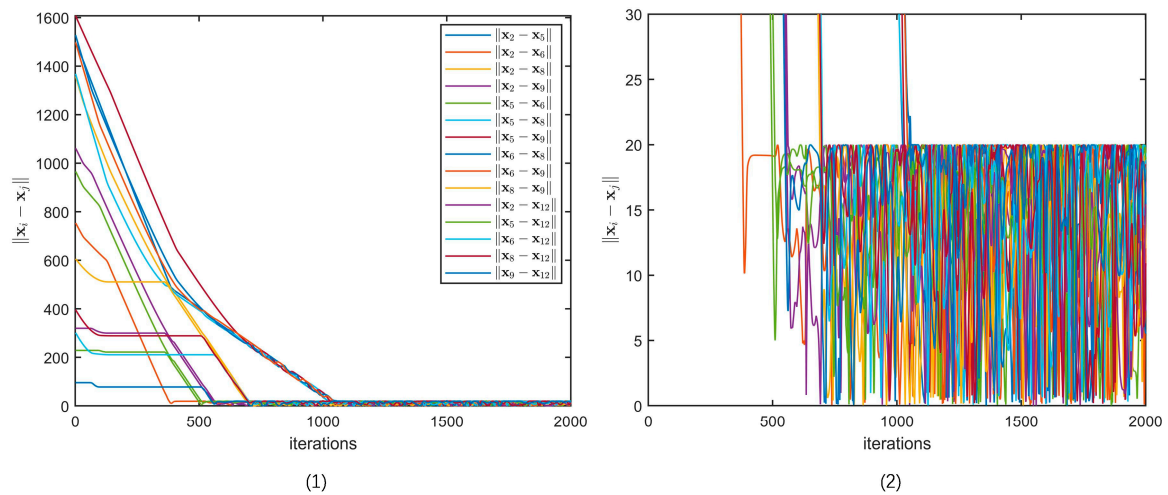 1600
1400
1200
1000
800
600
400
200
0
‖x_i − x_j‖
0 500 1000 1500 2000
iterations
‖x_2 − x_5‖
‖x_2 − x_6‖
‖x_2 − x_8‖
‖x_2 − x_9‖
‖x_5 − x_6‖
‖x_5 − x_8‖
‖x_5 − x_9‖
‖x_6 − x_8‖
‖x_6 − x_9‖
‖x_8 − x_9‖
‖x_2 − x_12‖
‖x_5 − x_12‖
‖x_6 − x_12‖
‖x_8 − x_12‖
‖x_9 − x_12‖
(1)
30
25
20
15
10
5
0
‖x_i − x_j‖
0 500 1000 1500 2000
iterations
(2)